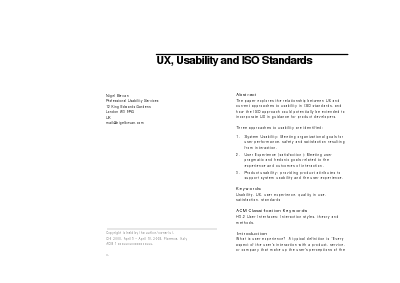 UX, Usability and ISO Standards
Nigel Bevan
Professional Usability Services
12 King Edwards Gardens
London W3 9RG
UK
mail@nigelbevan.com
Copyright is held by the author/owner(s).
CHI 2008, April 5 – April 10, 2008, Florence, Italy
Abstract
The paper explores the relationship between UX and
current approaches to usability in ISO standards, and
how the ISO approach could potentially be extended to
incorporate UX in guidance for product developers.
Three approaches to usability are identified:
1. System Usability: Meeting organisational goals for
user performance, safety and satisfaction resulting
from interaction.
2. User Experience (satisfaction): Meeting user
pragmatic and hedonic goals related to the
experience and outcomes of interaction.
3. Product usability: providing product attributes to
support system usability and the user experience.
Keywords
Usability, UX, user experience, quality in use,
satisfaction, standards
ACM Classification Keywords
H5.2 User Interfaces: Interaction styles, theory and
methods
Introduction
What is user experience? A typical definition is "Every
aspect of the user's interaction with a product, service,
or company that make up the user's perceptions of the